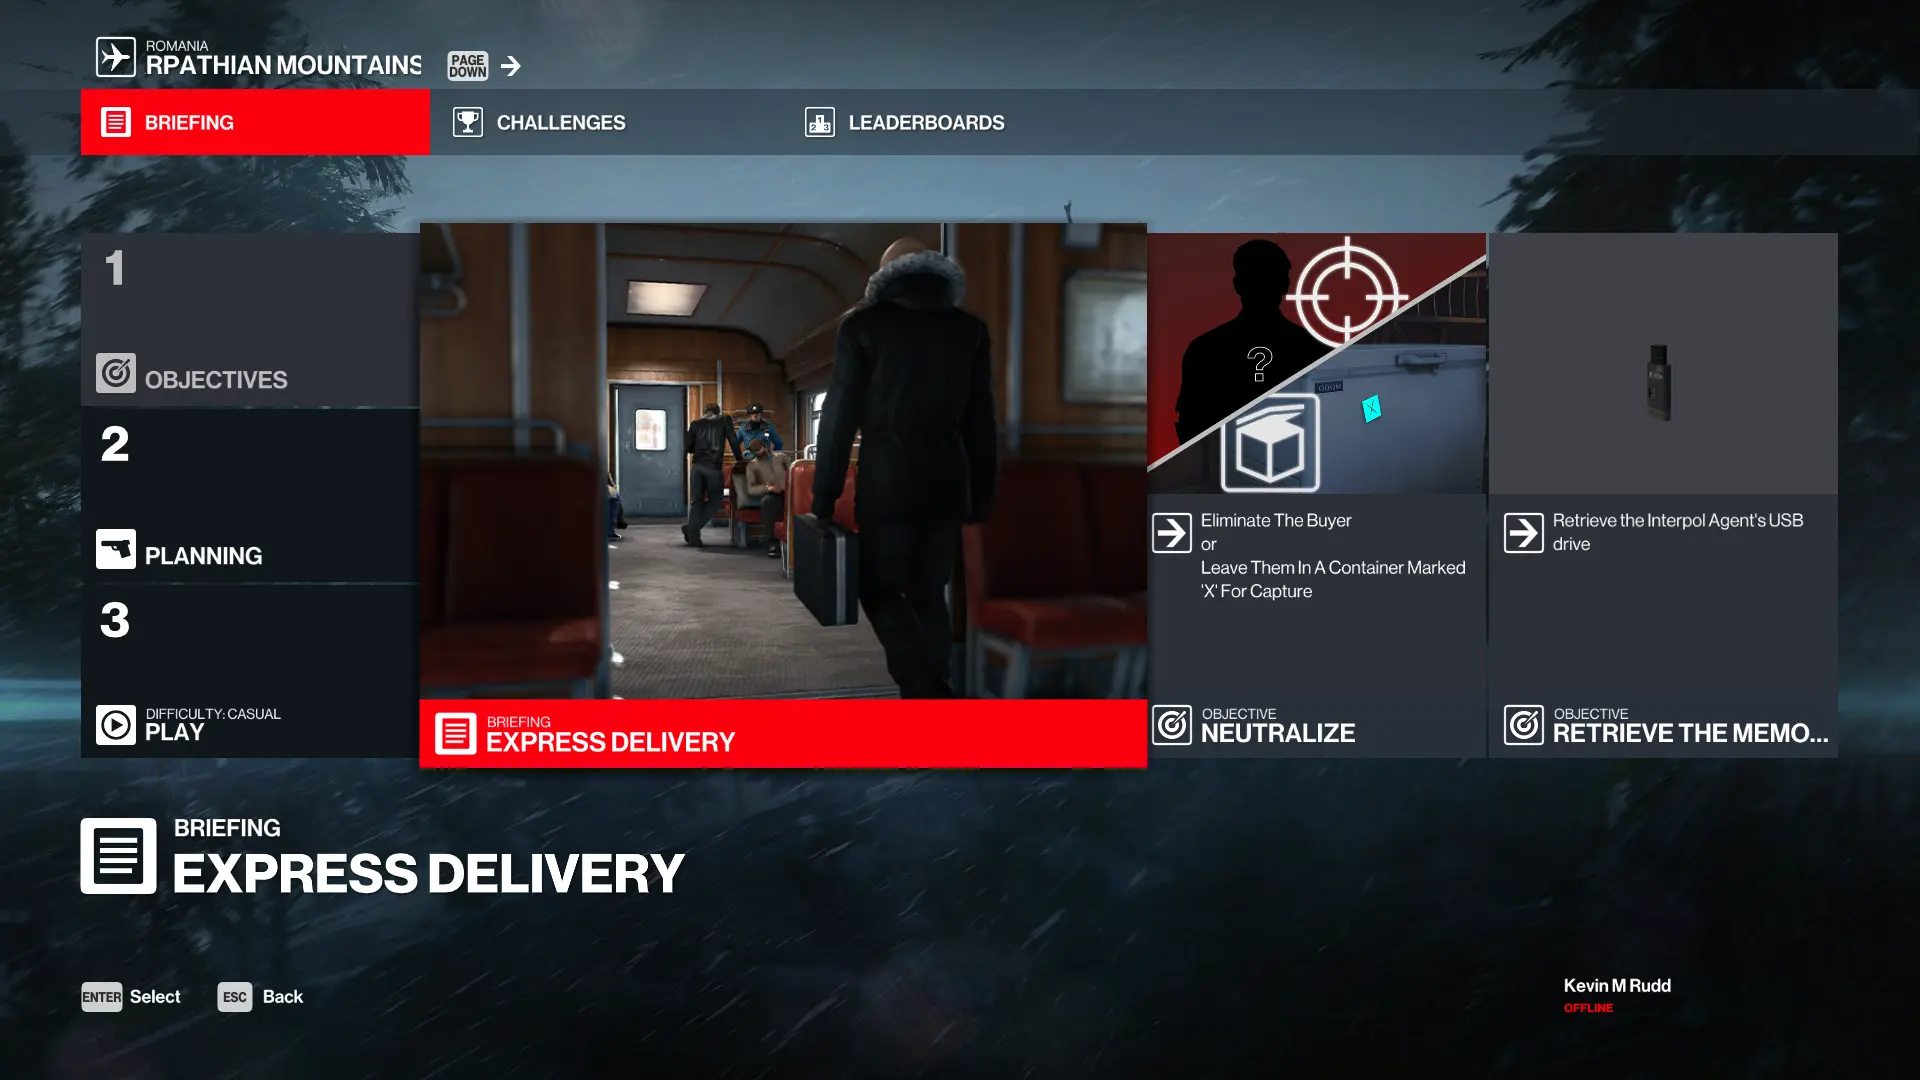 ROMANIA
RPATHIAN MOUNTAINS
PAGE DOWN
BRIEFING
CHALLENGES
LEADERBOARDS
1
OBJECTIVES
2
PLANNING
3
DIFFICULTY: CASUAL
PLAY
BRIEFING
EXPRESS DELIVERY
?
ODOM
X
Eliminate The Buyer
or
Leave Them In A Container Marked
'X' For Capture
OBJECTIVE
NEUTRALIZE
Retrieve the Interpol Agent's USB
drive
OBJECTIVE
RETRIEVE THE MEMO...
BRIEFING
EXPRESS DELIVERY
ENTER Select
ESC Back
Kevin M Rudd
OFFLINE